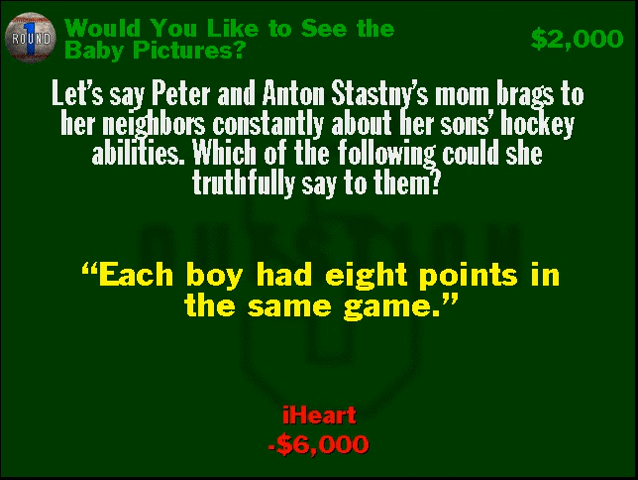 ROUND 1
Would You Like to See the
Baby Pictures?
$2,000
Let's say Peter and Anton Stastny's mom brags to
her neighbors constantly about her sons' hockey
abilities. Which of the following could she
truthfully say to them?
QUESTION
“Each boy had eight points in
the same game.”
iHeart
-$6,000